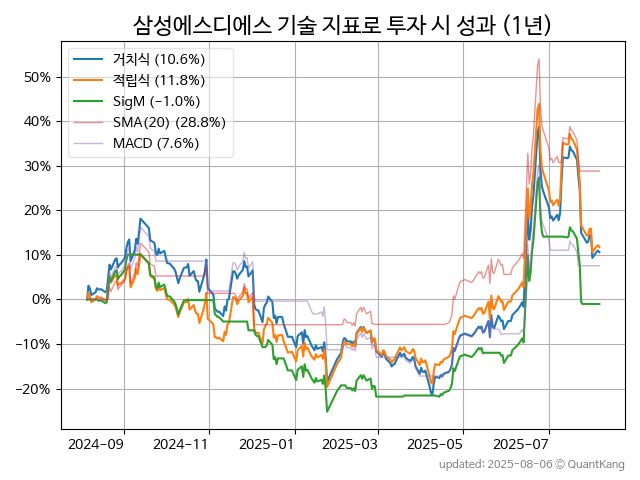 삼성에스디에스 기술 지표로 투자 시 성과 (1년)
거치식 (10.6%)
적립식 (11.8%)
SigM (−1.0%)
SMA(20) (28.8%)
MACD (7.6%)
50%
40%
30%
20%
10%
0%
−10%
−20%
2024-09 2024-11 2025-01 2025-03 2025-05 2025-07
updated: 2025-08-06 © QuantKang